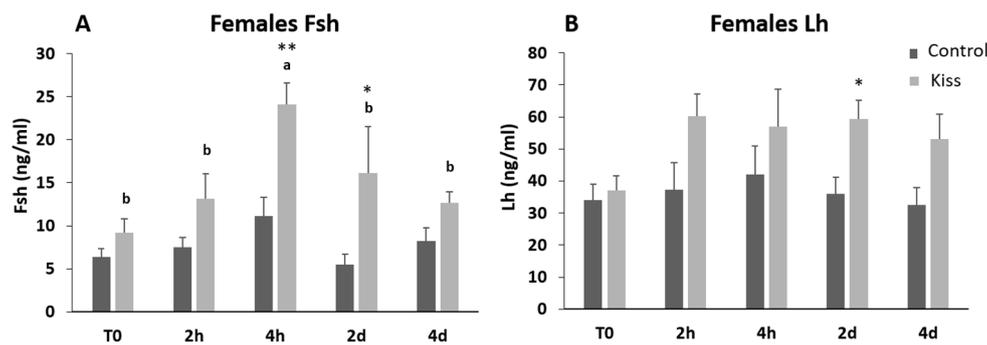 A
Females Fsh
Fsh (ng/ml)
30
25
20
15
10
5
0
b
b
**
a
*
b
b
T0
2h
4h
2d
4d
B
Females Lh
Lh (ng/ml)
80
70
60
50
40
30
20
10
0
*
T0
2h
4h
2d
4d
Control
Kiss